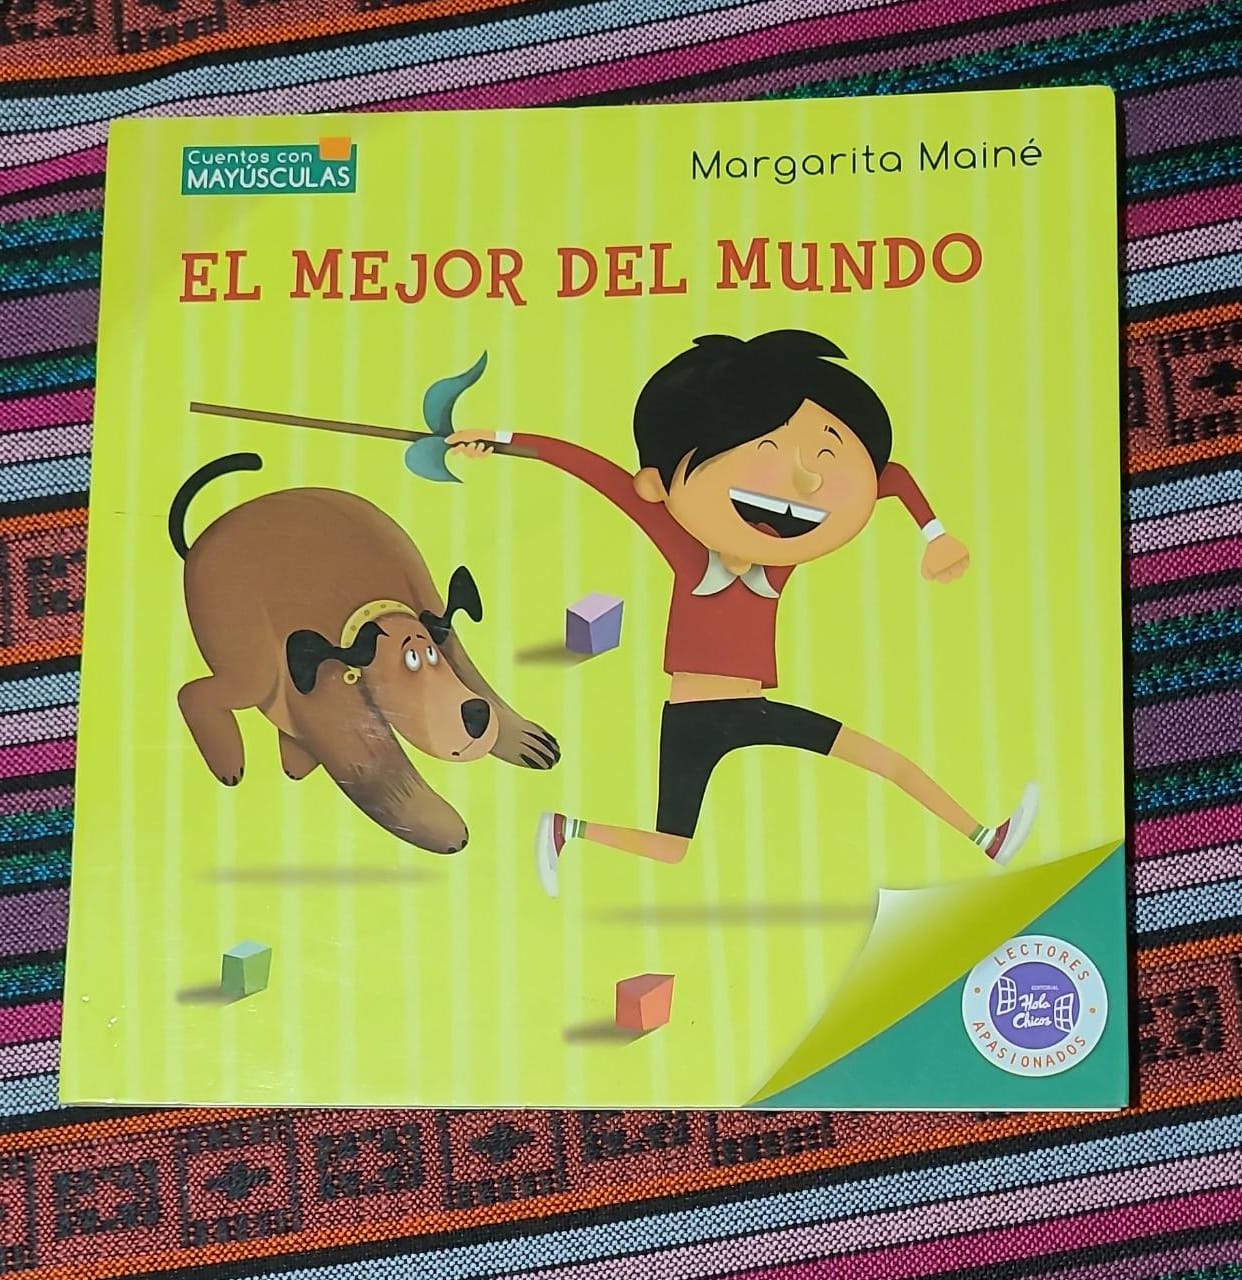 Cuentos con
MAYÚSCULAS
Margarita Mainé
EL MEJOR DEL MUNDO
LECTORES
EDITORIAL
Hola
Chicos
APASIONADOS